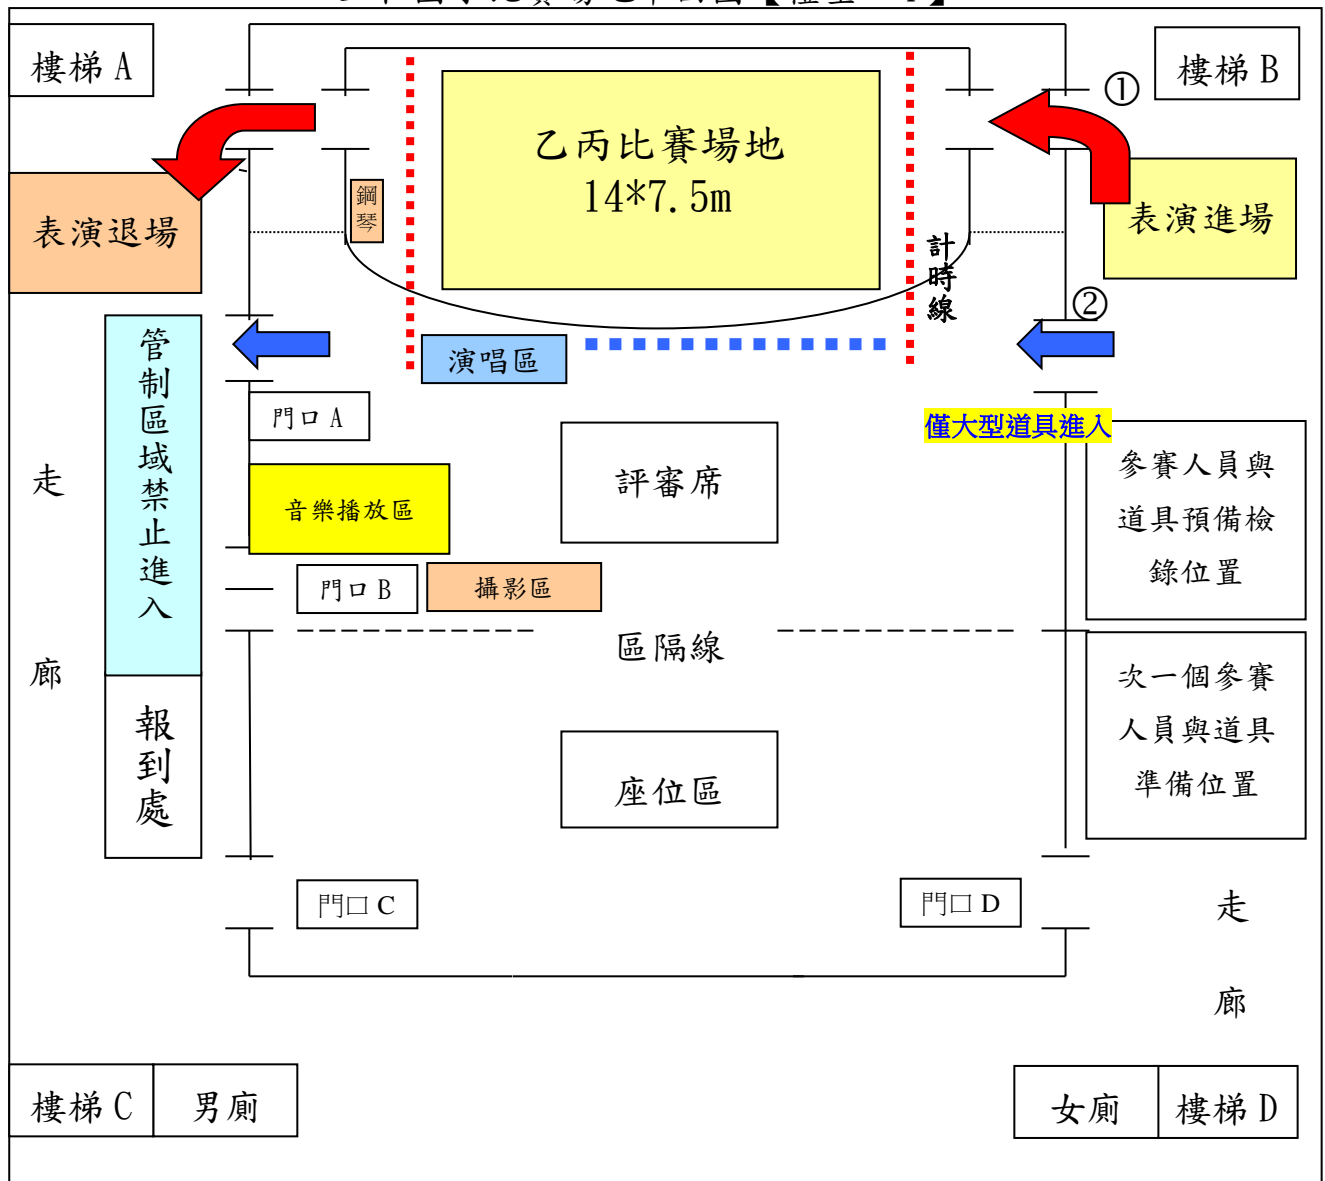 樓梯 A
樓梯 B
①
乙丙比賽場地
14*7.5m
鋼琴
表演退場
表演進場
計時線
②
管制區域禁止進入
演唱區
門口 A
僅大型道具進入
走廊
音樂播放區
評審席
參賽人員與
道具預備檢
錄位置
門口 B
攝影區
區隔線
次一個參賽
人員與道具
準備位置
報到處
座位區
門口 C
門口 D
走廊
樓梯 C
男廁
女廁
樓梯 D